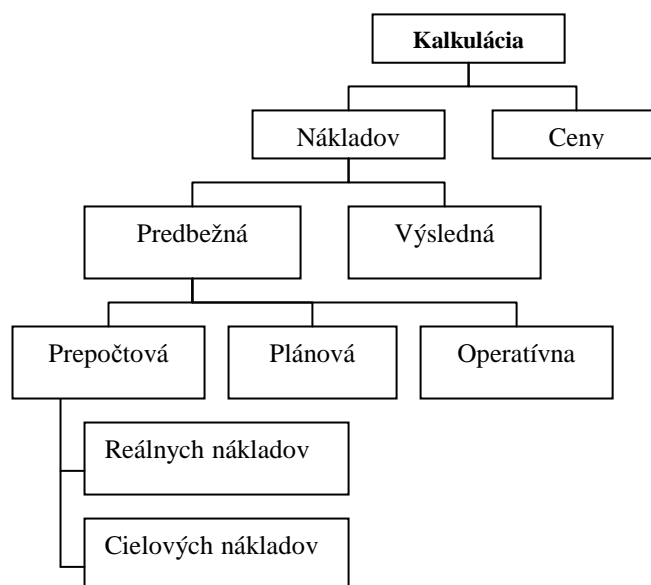 Kalkulácia
Nákladov
Ceny
Predbežná
Výsledná
Prepočtová
Plánová
Operatívna
Reálnych nákladov
Cielových nákladov